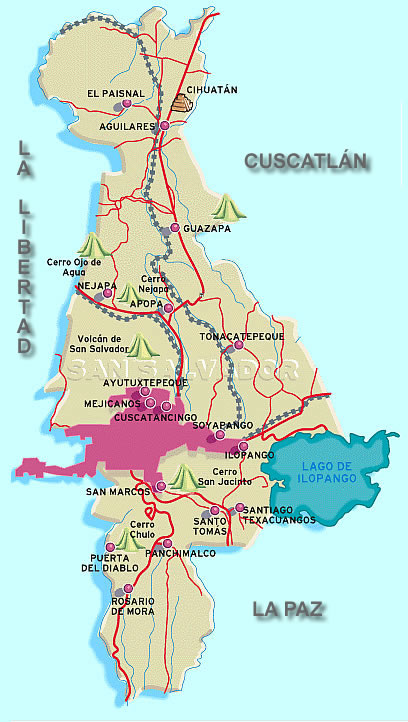 CIHUATÁN
EL PAISNAL
AGUILARES
LA LIBERTAD
CUSCATLÁN
GUAZAPA
Cerro Ojo de
Agua
Cerro
Nejapa
NEJAPA
APOPA
TONACATEPEQUE
Volcán de
San Salvador
SAN SALVADOR
AYUTUXTEPEQUE
MEJICANOS
CUSCATANCINGO
SOYAPANGO
ILOPANGO
LAGO DE
ILOPANGO
Cerro
San Jacinto
SAN MARCOS
SANTO
TOMÁS
SANTIAGO
TEXACUANGOS
Cerro
Chulo
PUERTA
DEL DIABLO
PANCHIMALCO
ROSARIO
DE MORA
LA PAZ